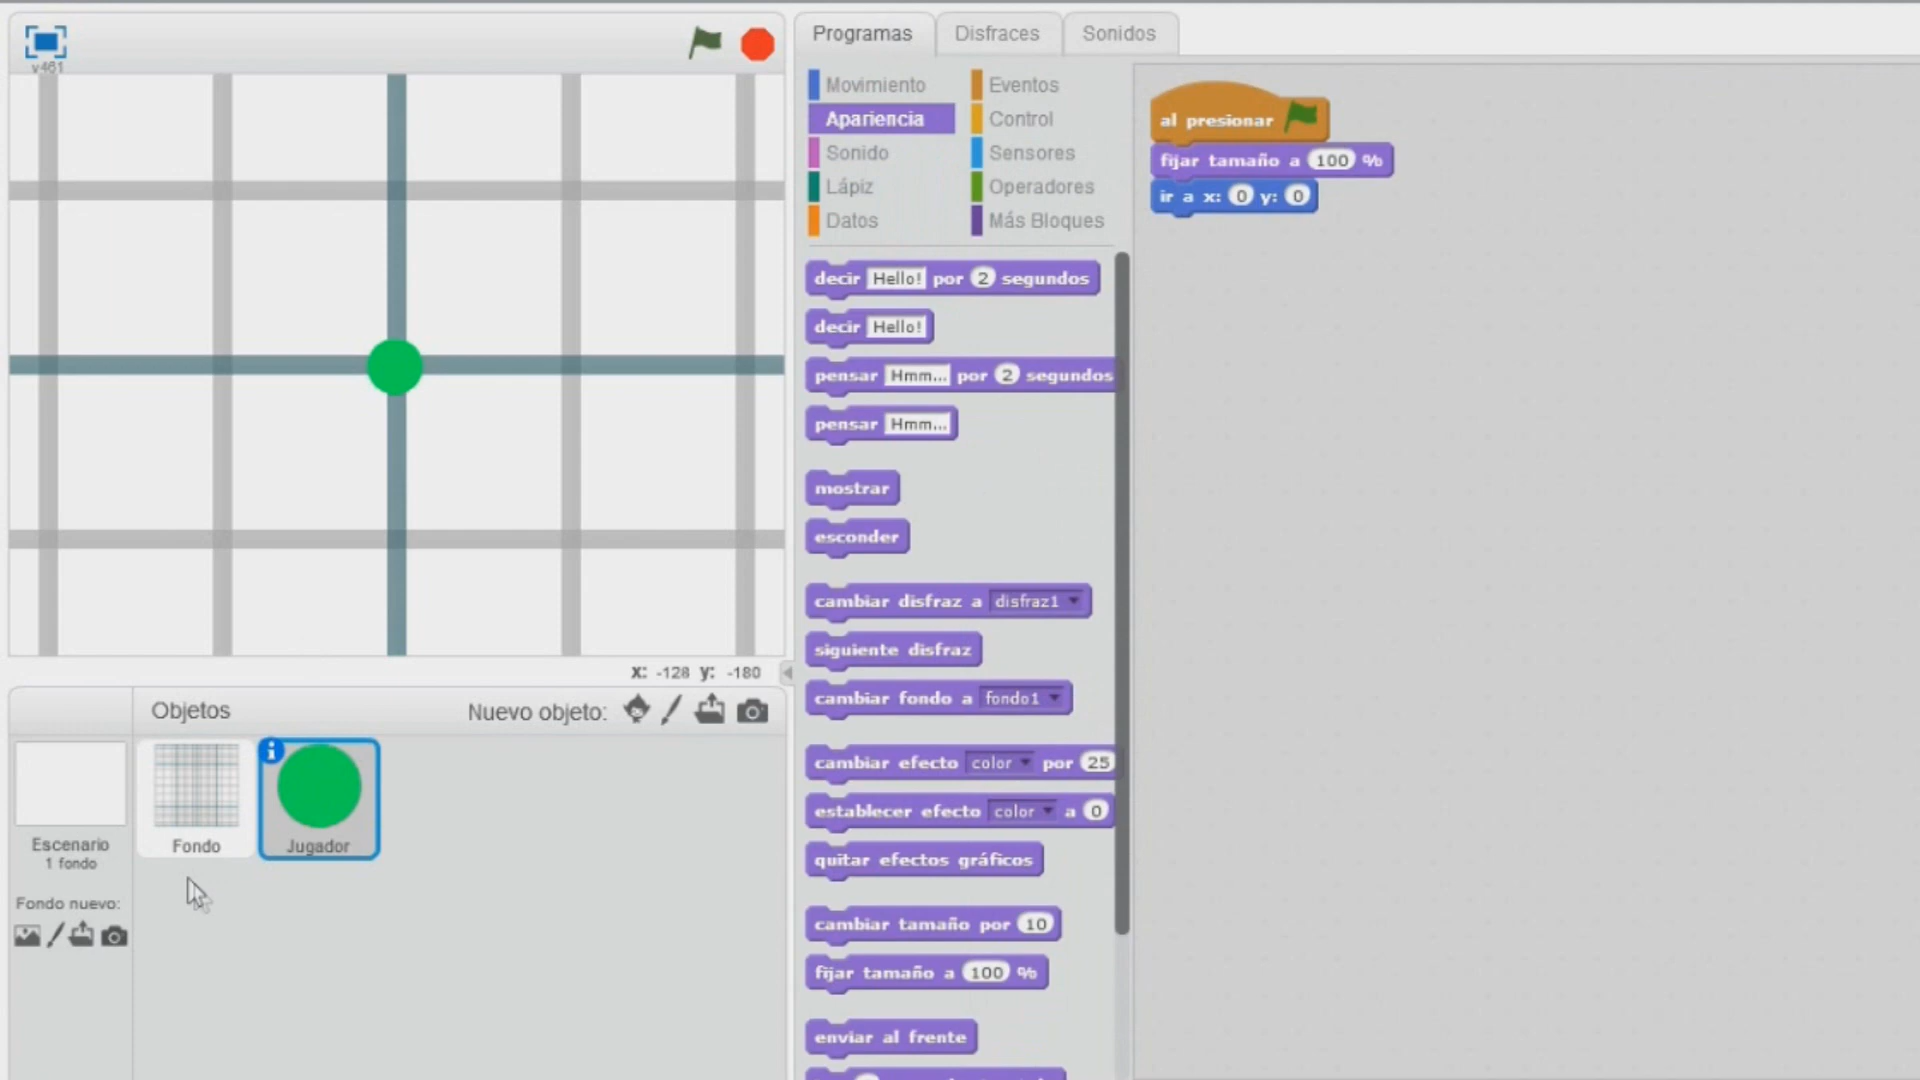 v461
x: -128 y: -180
Objetos
Nuevo objeto:
Escenario
1 fondo
Fondo nuevo:
Fondo
Jugador
Programas
Disfraces
Sonidos
Movimiento
Apariencia
Sonido
Lápiz
Datos
Eventos
Control
Sensores
Operadores
Más Bloques
decir Hello! por 2 segundos
decir Hello!
pensar Hmm... por 2 segundos
pensar Hmm...
mostrar
esconder
cambiar disfraz a disfraz1
siguiente disfraz
cambiar fondo a fondo1
cambiar efecto color por 25
establecer efecto color a 0
quitar efectos gráficos
cambiar tamaño por 10
fijar tamaño a 100 %
enviar al frente
al presionar
fijar tamaño a 100 %
ir a x: 0 y: 0